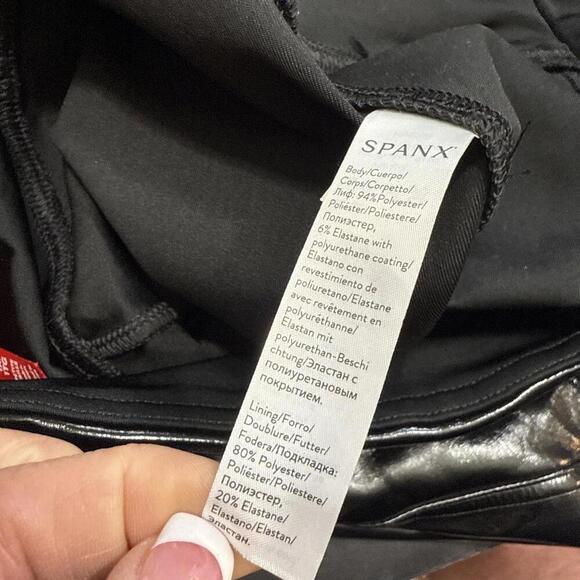 SPANX®
Body/Cuerpo/
Corps/Corpetto/
Лиф: 94%Polyester/
Poliéster/Poliestere/
Полиэстер,
6% Elastane with
polyurethane coating/
Elastano con
revestimiento de
poliuretano/Elastane
avec revêtement en
polyuréthanne/
Elastan mit
polyurethan-Beschi
chtung/Эластан с
полиуретановым
покрытием.
Lining/Forro/
Doublure/Futter/
Fodera/Подкладка:
80% Polyester/
Poliéster/Poliestere/
Полиэстер,
20% Elastane/
Elastano/Elastan/
Эластан.